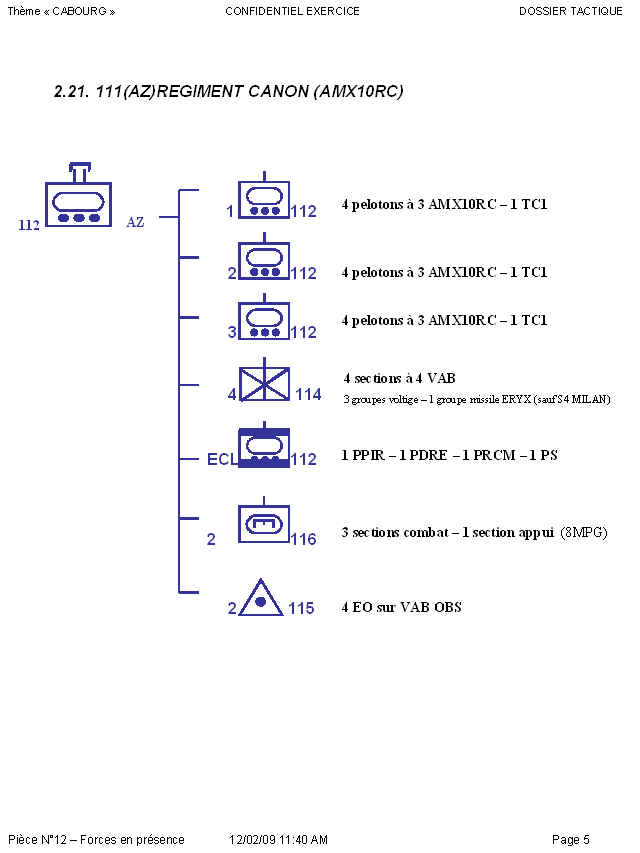 Thème « CABOURG » CONFIDENTIEL EXERCICE DOSSIER TACTIQUE
2.21. 111(AZ)REGIMENT CANON (AMX10RC)
112 AZ
1 112 4 pelotons à 3 AMX10RC – 1 TC1
2 112 4 pelotons à 3 AMX10RC – 1 TC1
3 112 4 pelotons à 3 AMX10RC – 1 TC1
4 114 4 sections à 4 VAB
3 groupes voltige – 1 groupe missile ERYX (sauf S4 MILAN)
ECL 112 1 PPIR – 1 PDRE – 1 PRCM – 1 PS
2 116 3 sections combat – 1 section appui (8MPG)
2 115 4 EO sur VAB OBS
Pièce N°12 – Forces en présence 12/02/09 11:40 AM Page 5